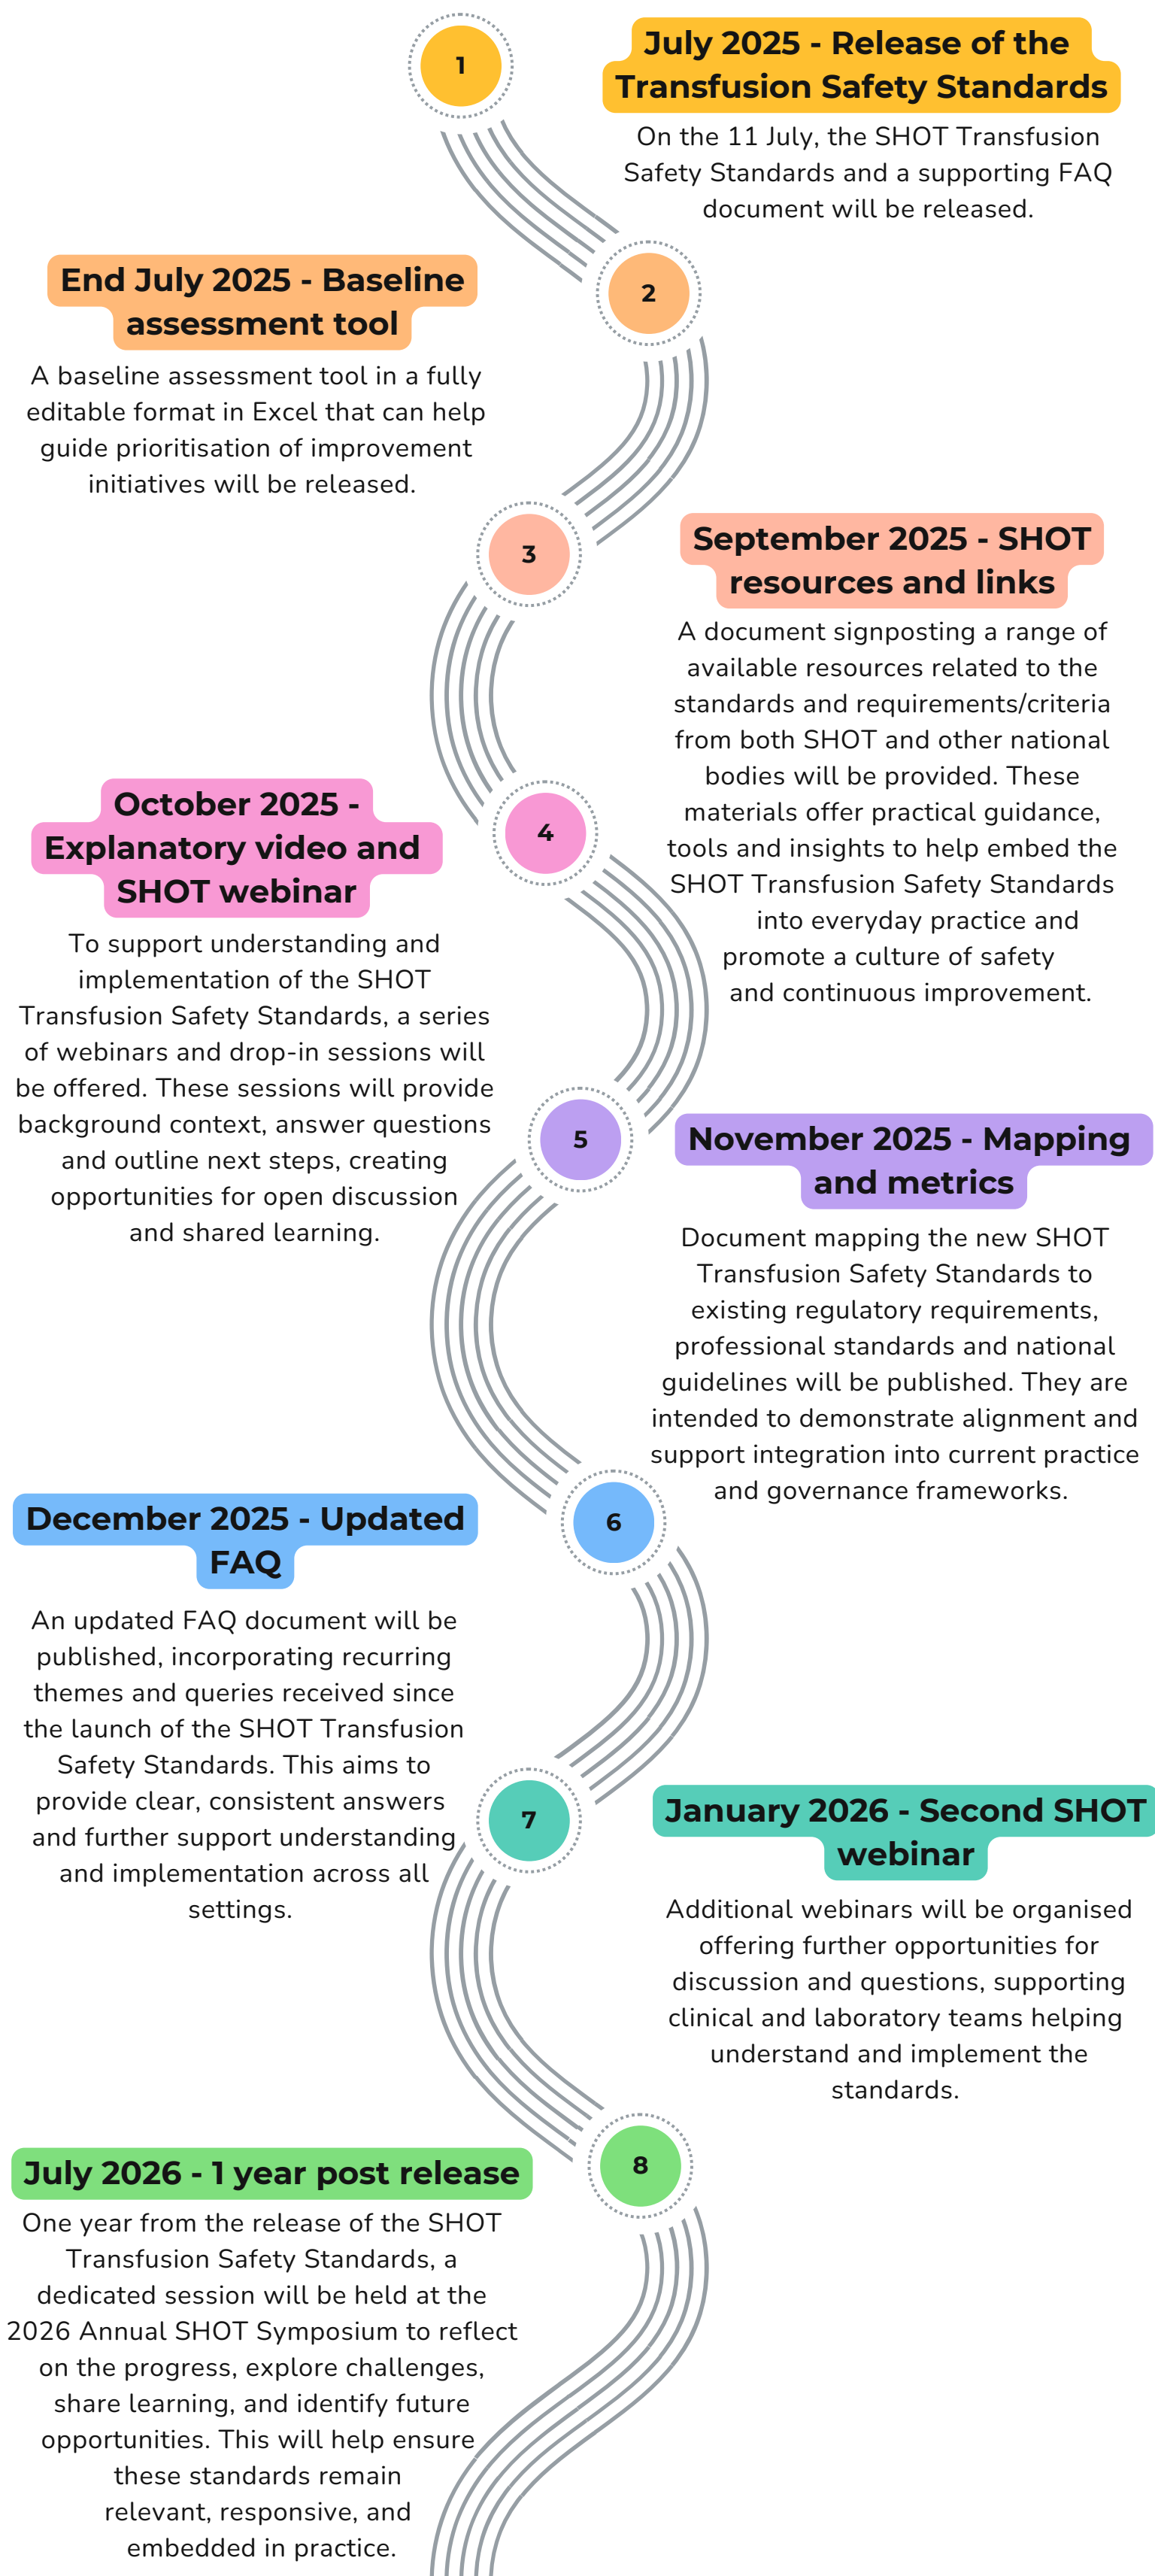 1
July 2025 - Release of the
Transfusion Safety Standards
On the 11 July, the SHOT Transfusion
Safety Standards and a supporting FAQ
document will be released.
2
End July 2025 - Baseline
assessment tool
A baseline assessment tool in a fully
editable format in Excel that can help
guide prioritisation of improvement
initiatives will be released.
3
September 2025 - SHOT
resources and links
A document signposting a range of
available resources related to the
standards and requirements/criteria
from both SHOT and other national
bodies will be provided. These
materials offer practical guidance,
tools and insights to help embed the
SHOT Transfusion Safety Standards
into everyday practice and
promote a culture of safety
and continuous improvement.
4
October 2025 -
Explanatory video and
SHOT webinar
To support understanding and
implementation of the SHOT
Transfusion Safety Standards, a series
of webinars and drop-in sessions will
be offered. These sessions will provide
background context, answer questions
and outline next steps, creating
opportunities for open discussion
and shared learning.
5
November 2025 - Mapping
and metrics
Document mapping the new SHOT
Transfusion Safety Standards to
existing regulatory requirements,
professional standards and national
guidelines will be published. They are
intended to demonstrate alignment and
support integration into current practice
and governance frameworks.
6
December 2025 - Updated
FAQ
An updated FAQ document will be
published, incorporating recurring
themes and queries received since
the launch of the SHOT Transfusion
Safety Standards. This aims to
provide clear, consistent answers
and further support understanding
and implementation across all
settings.
7
January 2026 - Second SHOT
webinar
Additional webinars will be organised
offering further opportunities for
discussion and questions, supporting
clinical and laboratory teams helping
understand and implement the
standards.
8
July 2026 - 1 year post release
One year from the release of the SHOT
Transfusion Safety Standards, a
dedicated session will be held at the
2026 Annual SHOT Symposium to reflect
on the progress, explore challenges,
share learning, and identify future
opportunities. This will help ensure
these standards remain
relevant, responsive, and
embedded in practice.